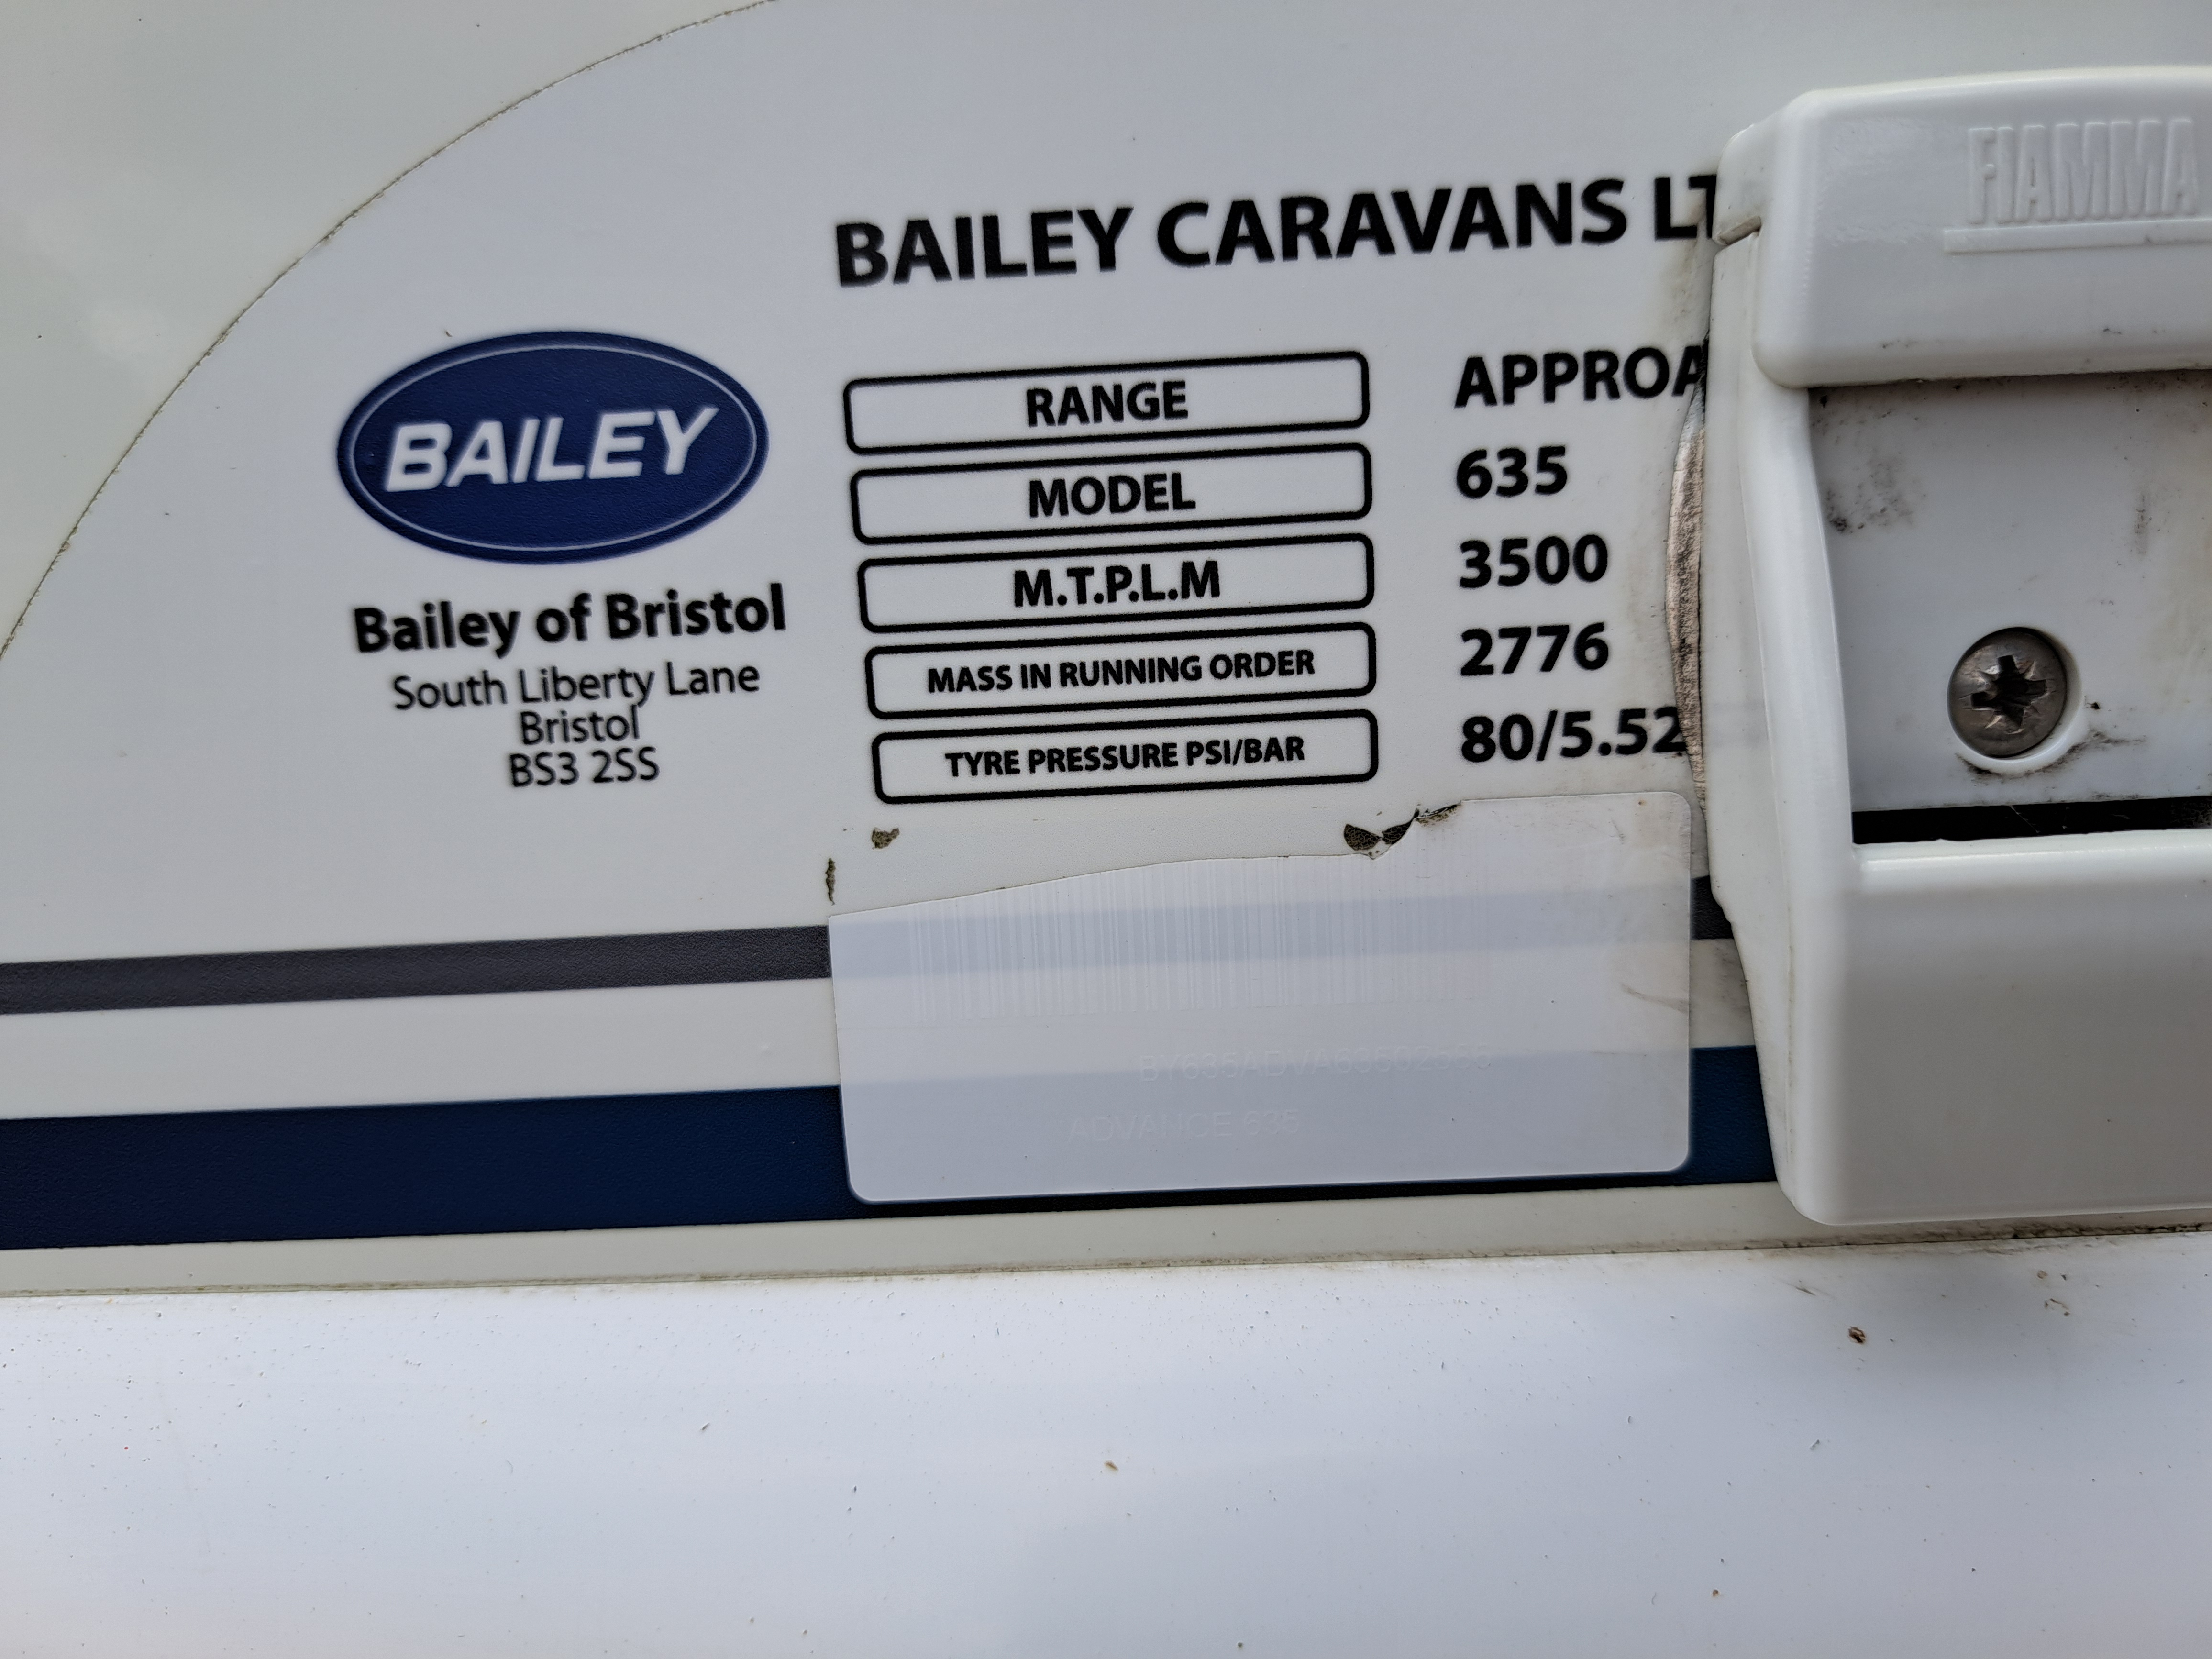 BAILEY CARAVANS LT
FIAMMA
BAILEY
Bailey of Bristol
South Liberty Lane
Bristol
BS3 2SS
RANGE APPROA
MODEL 635
M.T.P.L.M 3500
MASS IN RUNNING ORDER 2776
TYRE PRESSURE PSI/BAR 80/5.52
ADVANCE 635